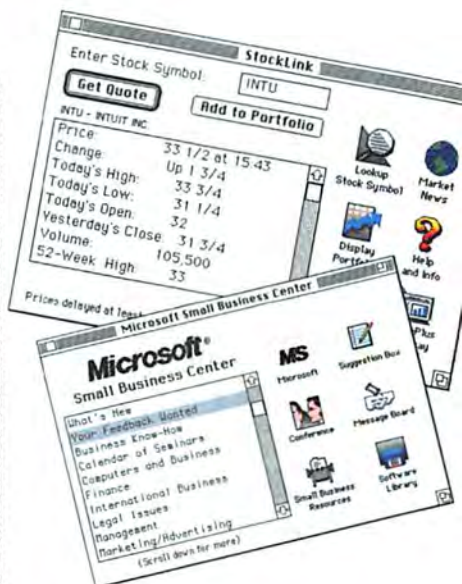 StockLink
Enter Stock Symbol:
INTU
Get Quote
Add to Portfolio
INTU - INTUIT INC.
Price: 33 1/2 at 15:43
Change: Up 1 3/4
Today's High: 33 3/4
Today's Low: 31 1/4
Today's Open: 32
Yesterday's Close: 31 3/4
Volume: 105,500
52-Week High: 33
Prices delayed at least
Lookup
Stock Symbol
Market
News
Display
Help
and Info
Microsoft Small Business Center
Microsoft®
Small Business Center
What's New
Your Feedback Wanted
Business Know-How
Calendar of Seminars
Computers and Business
Finance
International Business
Legal Issues
Management
Marketing/Advertising
(Scroll down for more)
MS
Microsoft
Suggestion Box
Conference
Message Board
Small Business
Resources
Software
Library